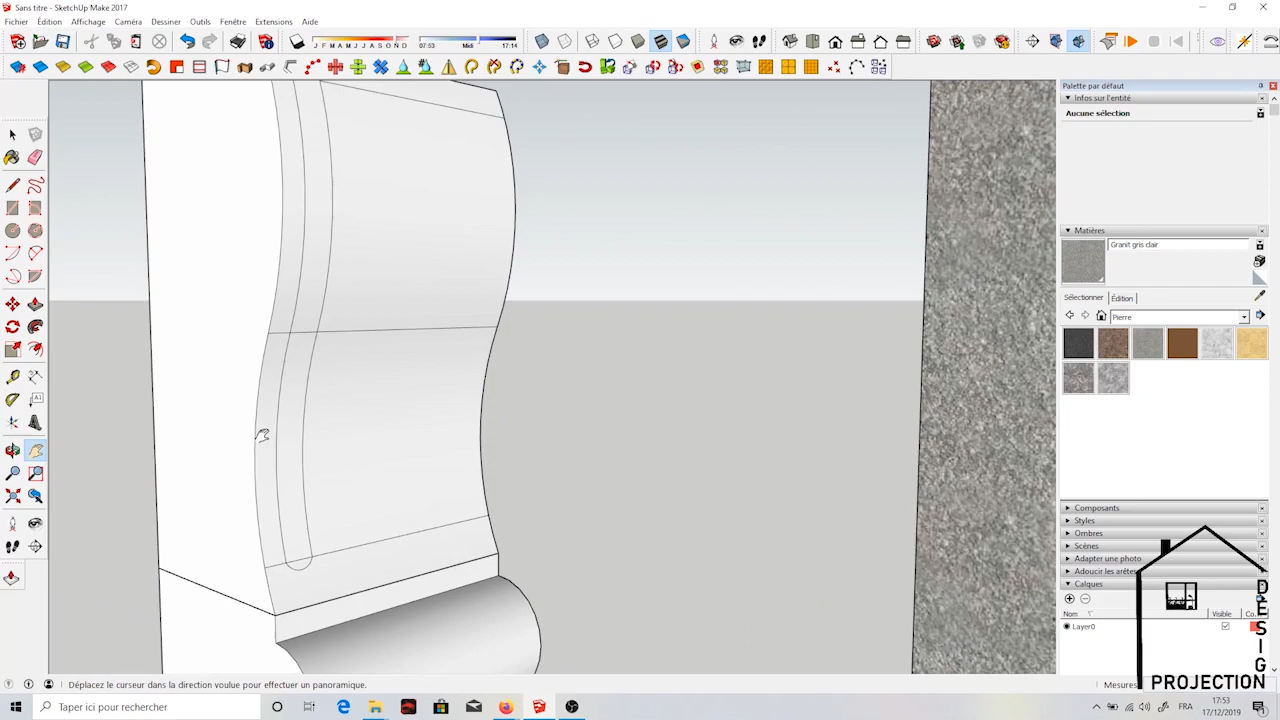 Sans titre - SketchUp Make 2017
Fichier Édition Affichage Caméra Dessiner Outils Fenêtre Extensions Aide
J F M A M J J A S O N D 07:53 Midi 17:14
Palette par défaut
Infos sur l'entité
Aucune sélection
Matières
Granit gris clair
Sélectionner Édition
Pierre
Composants
Styles
Ombres
Scènes
Adapter une photo
Adoucir les arêtes
Calques
Nom Visible Co.
Layer0
DESIGN
PROJECTION
Déplacez le curseur dans la direction voulue pour effectuer un panoramique.
Mesures
Taper ici pour rechercher
FRA
17:53
17/12/2019